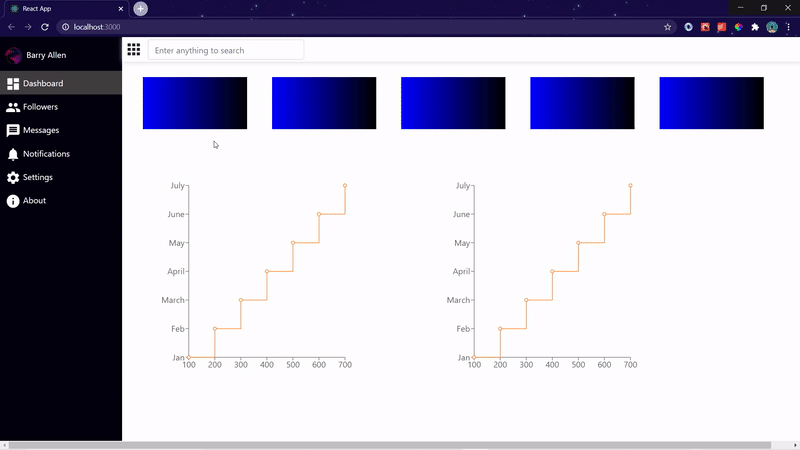 React App
localhost:3000
Barry Allen
Enter anything to search
Dashboard
Followers
Messages
Notifications
Settings
About
July
June
May
April
March
Feb
Jan
100 200 300 400 500 600 700
July
June
May
April
March
Feb
Jan
100 200 300 400 500 600 700